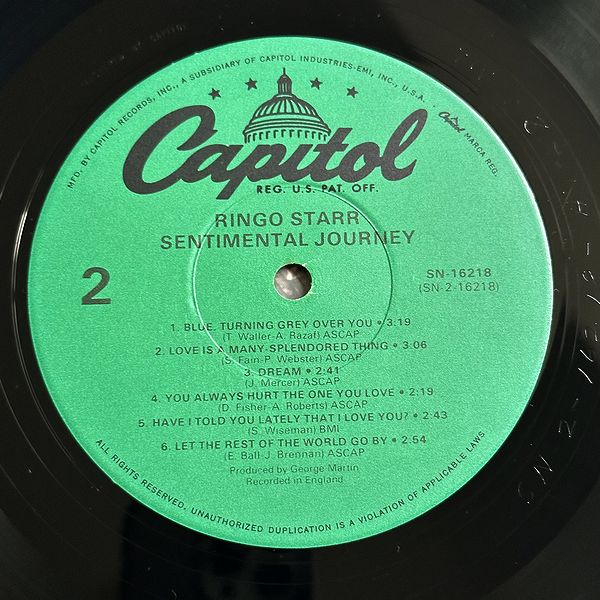 MFD. BY CAPITOL RECORDS, INC., A SUBSIDIARY OF CAPITOL INDUSTRIES-EMI, INC., U.S.A. . Capitol MARCA REG.
Capitol
REG. U.S. PAT. OFF.
RINGO STARR
SENTIMENTAL JOURNEY
2
SN-16218
(SN-2-16218)
1. BLUE, TURNING GREY OVER YOU • 3:19
(T. Waller-A. Razaf) ASCAP
2. LOVE IS A MANY-SPLENDORED THING • 3:06
(S. Fain-P. Webster) ASCAP
3. DREAM • 2:41
(J. Mercer) ASCAP
4. YOU ALWAYS HURT THE ONE YOU LOVE • 2:19
(D. Fisher-A. Roberts) ASCAP
5. HAVE I TOLD YOU LATELY THAT I LOVE YOU? • 2:43
(S. Wiseman) BMI
6. LET THE REST OF THE WORLD GO BY • 2:54
(E. Ball-J. Brennan) ASCAP
Produced by George Martin
Recorded in England
ALL RIGHTS RESERVED, UNAUTHORIZED DUPLICATION IS A VIOLATION OF APPLICABLE LAWS